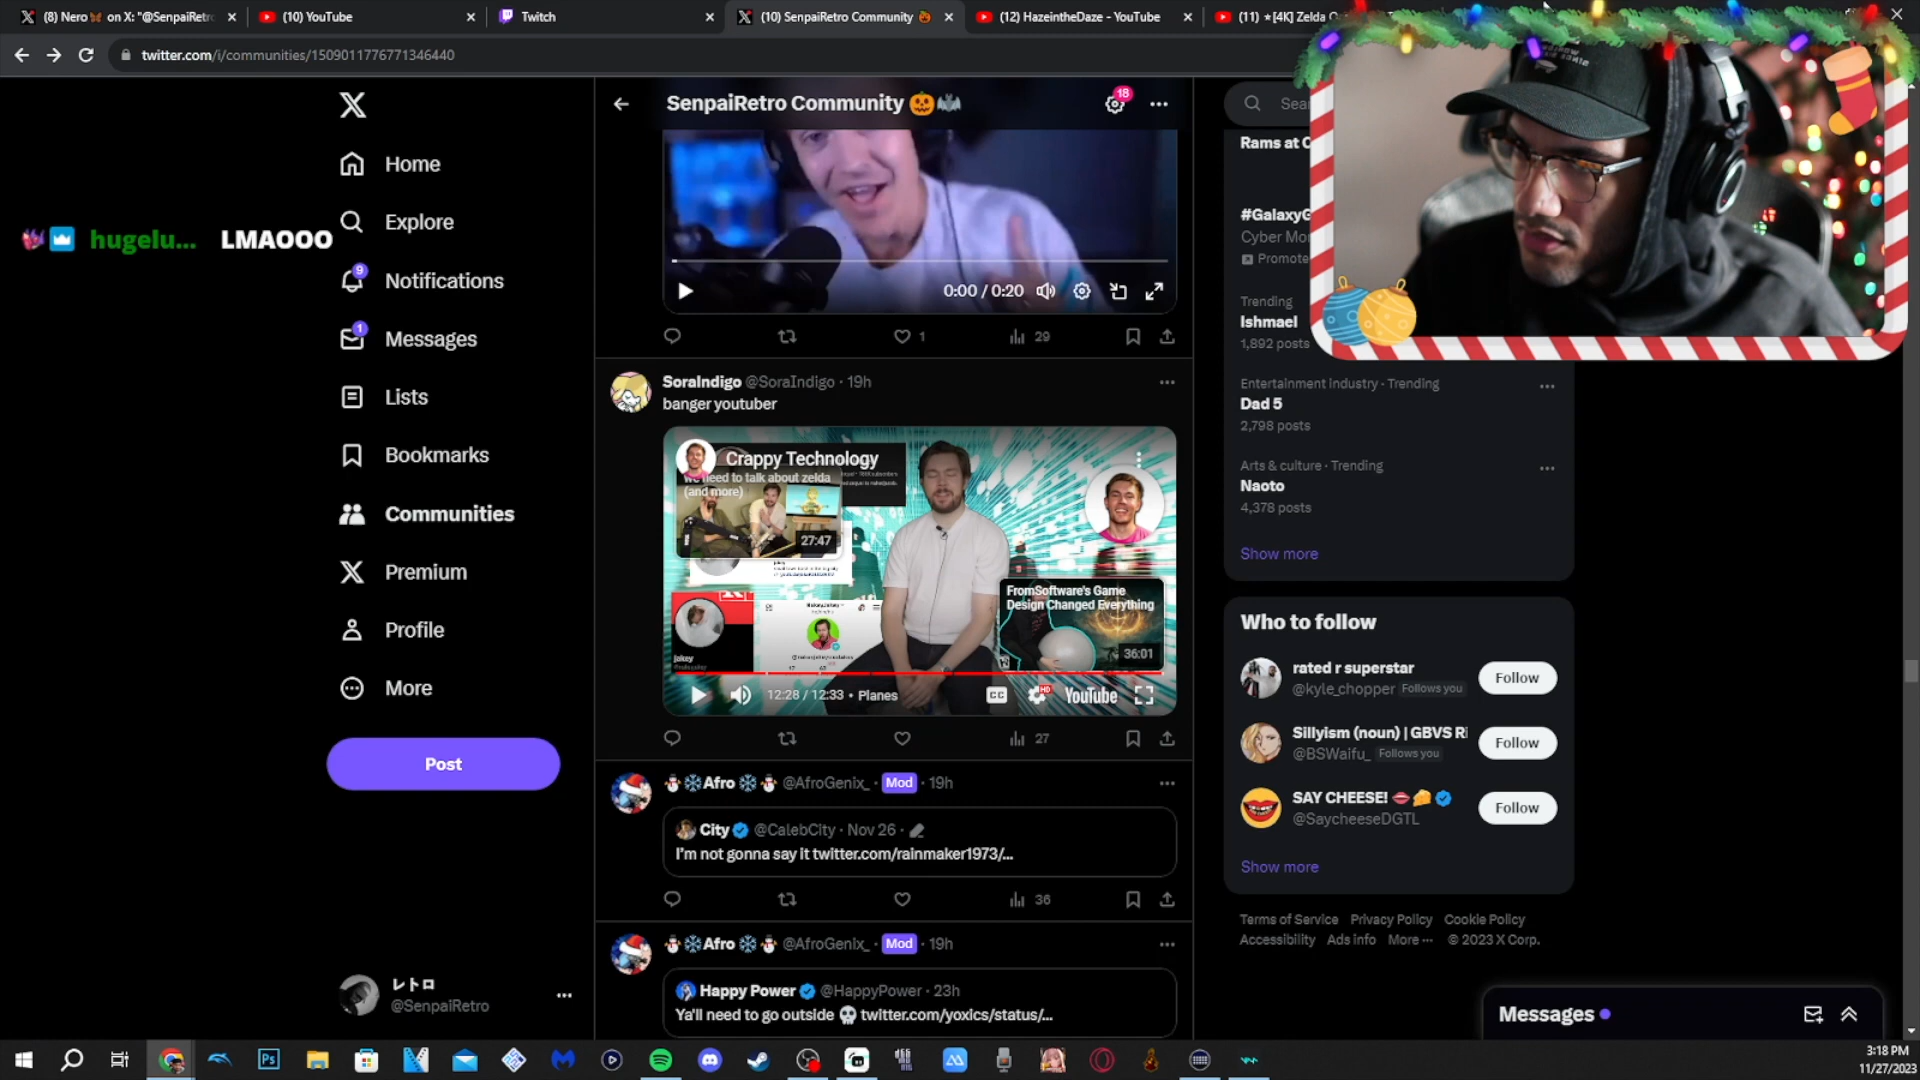 (8) Nero on X: "@SenpaiRetr
(10) YouTube
Twitch
(10) SenpaiRetro Community 🎃
(12) HazeintheDaze - YouTube
(11) ★[4K] Zelda
twitter.com/i/communities/1509011776771346440
hugelu... LMAOOO
Home
Explore
9
Notifications
1
Messages
Lists
Bookmarks
Communities
Premium
Profile
More
Post
レトロ
@SenpaiRetro
SenpaiRetro Community 🎃🦇
18
0:00 / 0:20
1
29
SoraIndigo @SoraIndigo · 19h
banger youtuber
Crappy Technology
we need to talk about zelda
(and more)
27:47
FromSoftware's Game
Design Changed Everything
36:01
jakey
12:28 / 12:33 • Planes
CC
HD
YouTube
27
⛄❄️Afro ❄️⛄ @AfroGenix_ · Mod · 19h
City @CalebCity · Nov 26 ·
I'm not gonna say it twitter.com/rainmaker1973/...
36
⛄❄️Afro ❄️⛄ @AfroGenix_ · Mod · 19h
Happy Power @HappyPower · 23h
Ya'll need to go outside 💀 twitter.com/yoxics/status/...
Sea
Rams at C
#GalaxyG
Cyber Mo
Promote
Trending
Ishmael
1,892 posts
Entertainment Industry · Trending
Dad 5
2,798 posts
Arts & culture · Trending
Naoto
4,378 posts
Show more
Who to follow
rated r superstar
@kyle_chopper Follows you
Follow
Sillyism (noun) | GBVS R
@BSWaifu_ Follows you
Follow
SAY CHEESE! 👄🧀
@SaycheeseDGTL
Follow
Show more
Terms of Service Privacy Policy Cookie Policy
Accessibility Ads info More ··· © 2023 X Corp.
Messages
Ps
3:18 PM
11/27/2023